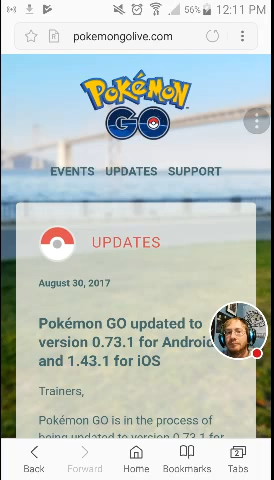 56% 12:11 PM
pokemongolive.com
POKÉMON
GO
EVENTS UPDATES SUPPORT
UPDATES
August 30, 2017
Pokémon GO updated to
version 0.73.1 for Android
and 1.43.1 for iOS
Trainers,
Pokémon GO is in the process of
being updated to version 0.73.1 for
Back Forward Home Bookmarks Tabs
2